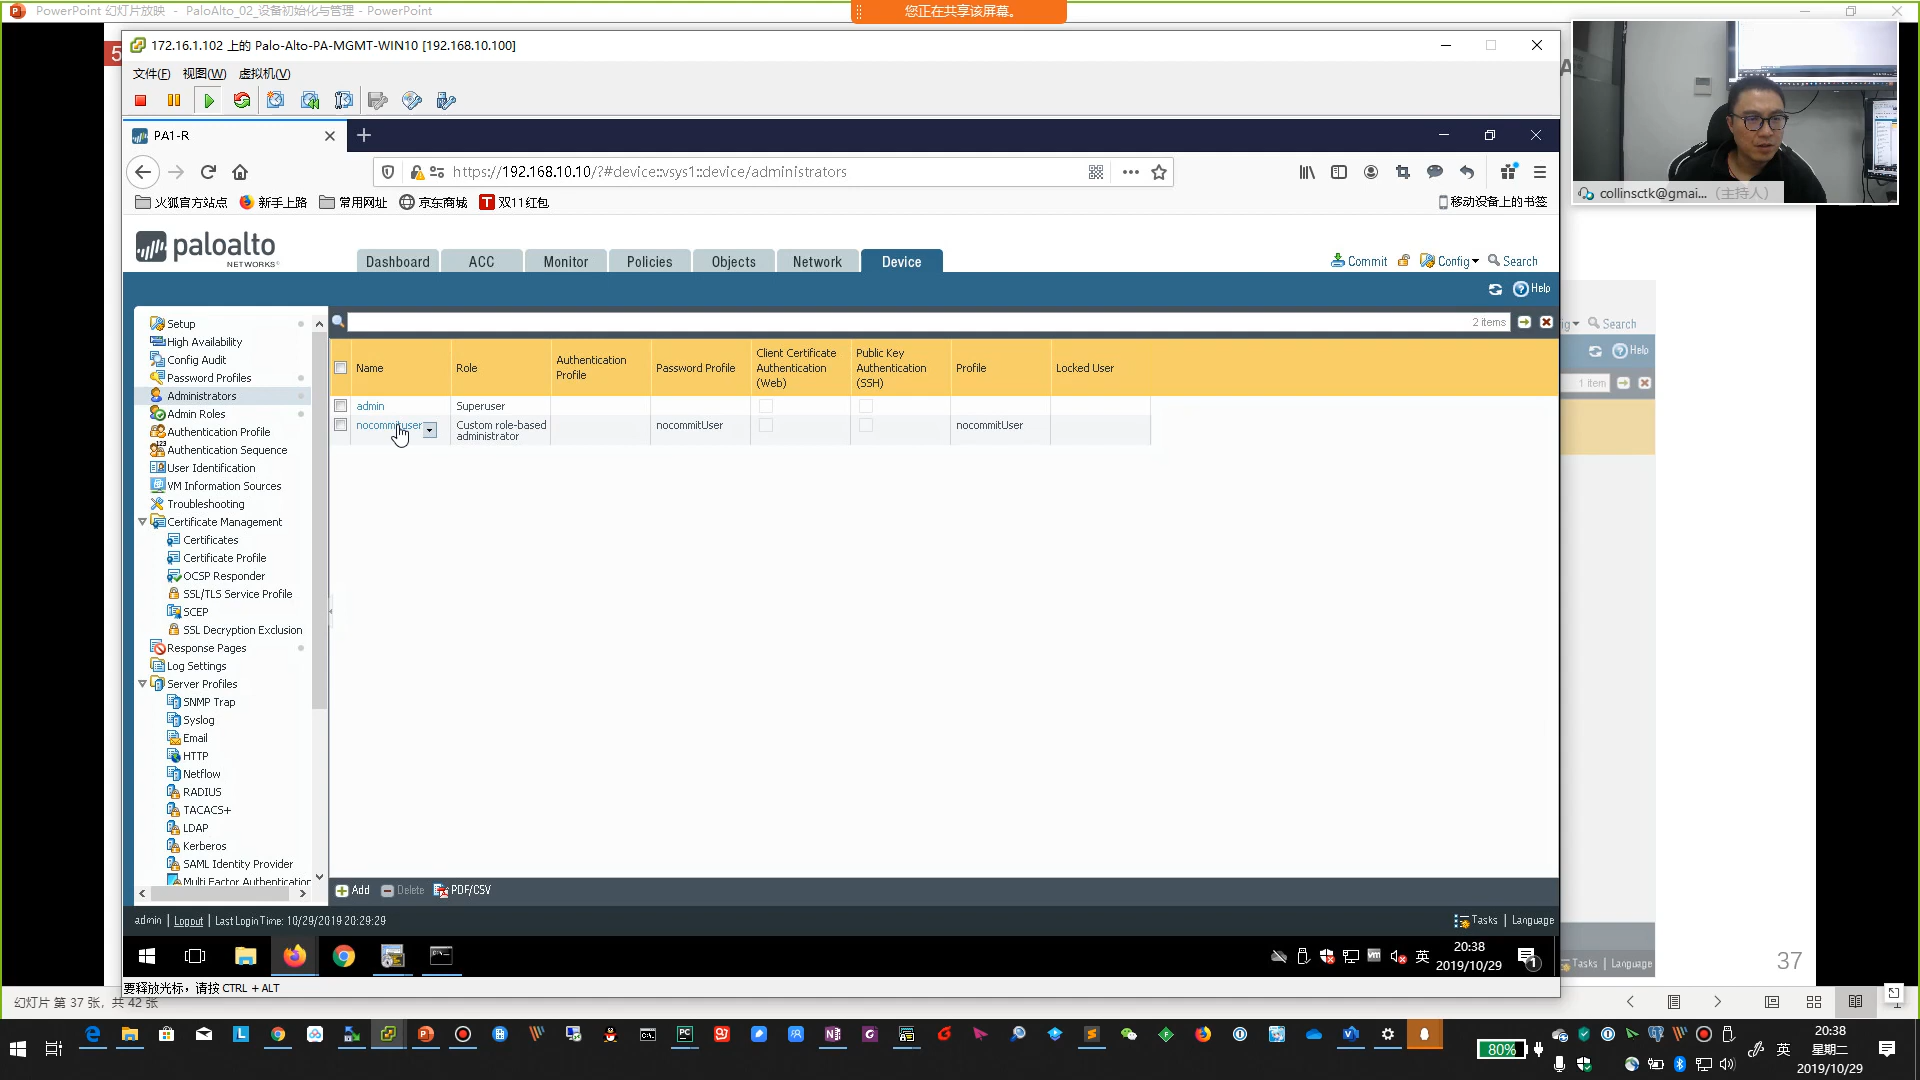 PowerPoint 幻灯片放映 - PaloAlto_02_设备初始化与管理 - PowerPoint
您正在共享该屏幕。
5
172.16.1.102 上的 Palo-Alto-PA-MGMT-WIN10 [192.168.10.100]
文件(F) 视图(W) 虚拟机(V)
collinsctk@gmai... （主持人）
PA1-R
https://192.168.10.10/?#device::vsys1::device/administrators
火狐官方站点 新手上路 常用网址 京东商城 双11红包
移动设备上的书签
paloalto
NETWORKS
Dashboard ACC Monitor Policies Objects Network Device
Commit Config Search
Help
2 items
Setup
High Availability
Config Audit
Password Profiles
Administrators
Admin Roles
Authentication Profile
Authentication Sequence
User Identification
VM Information Sources
Troubleshooting
Certificate Management
Certificates
Certificate Profile
OCSP Responder
SSL/TLS Service Profile
SCEP
SSL Decryption Exclusion
Response Pages
Log Settings
Server Profiles
SNMP Trap
Syslog
Email
HTTP
Netflow
RADIUS
TACACS+
LDAP
Kerberos
SAML Identity Provider
Multi Factor Authentication
Name
Role
Authentication Profile
Password Profile
Client Certificate Authentication (Web)
Public Key Authentication (SSH)
Profile
Locked User
admin Superuser
nocommituser Custom role-based administrator nocommitUser nocommitUser
Search
Help
1 item
Add Delete PDF/CSV
admin | Logout | Last Login Time: 10/29/2019 20:29:29
Tasks | Language
英
20:38
2019/10/29
1
Tasks | Language
37
要释放光标，请按 CTRL + ALT
幻灯片 第 37 张，共 42 张
80%
英
20:38
星期二
2019/10/29